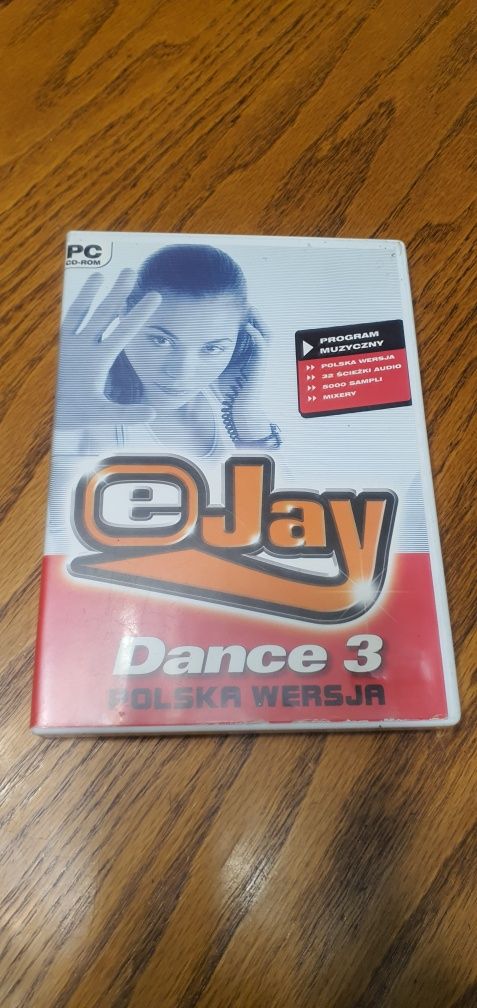 PC
CD-ROM
PROGRAM
MUZYCZNY
POLSKA WERSJA
32 ŚCIEŻKI AUDIO
5000 SAMPLI
MIXERY
eJay
Dance 3
POLSKA WERSJA